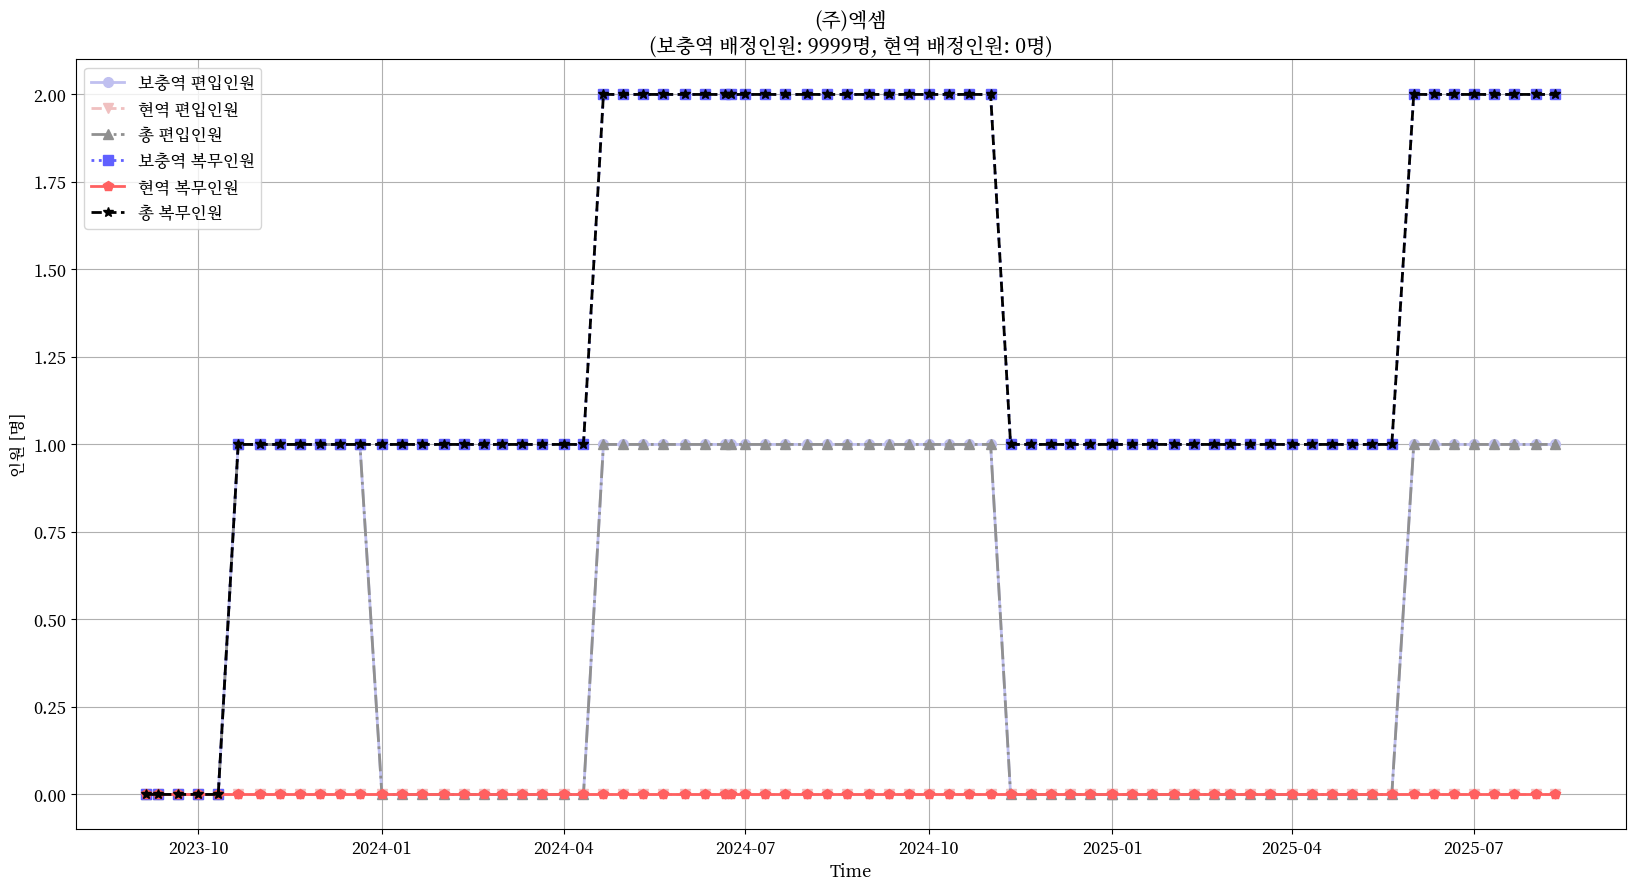 (주)엑셈
(보충역 배정인원: 9999명, 현역 배정인원: 0명)
보충역 편입인원
현역 편입인원
총 편입인원
보충역 복무인원
현역 복무인원
총 복무인원
2.00
1.75
1.50
1.25
1.00
0.75
0.50
0.25
0.00
인원 [명]
2023-10
2024-01
2024-04
2024-07
2024-10
2025-01
2025-04
2025-07
Time